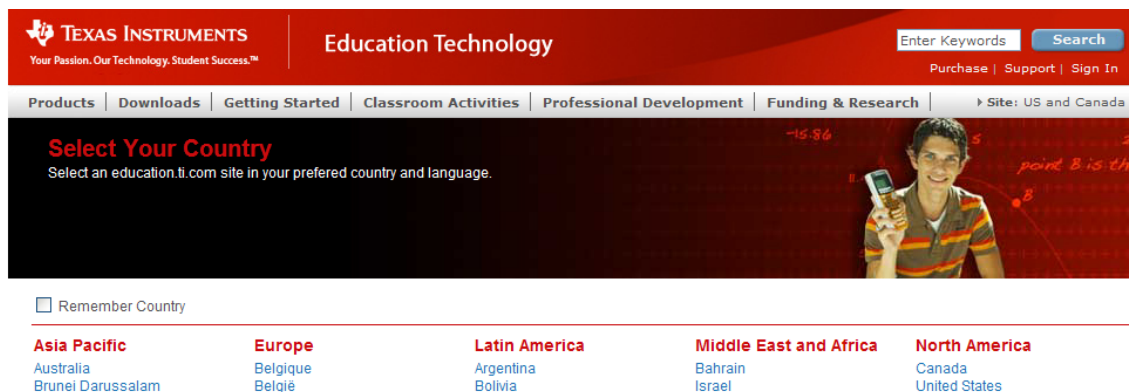 TEXAS INSTRUMENTS
Your Passion. Our Technology. Student Success.™
Education Technology
Enter Keywords Search
Purchase | Support | Sign In
Products | Downloads | Getting Started | Classroom Activities | Professional Development | Funding & Research | Site: US and Canada
Select Your Country
Select an education.ti.com site in your prefered country and language.
-15.86
point B is th
B
Remember Country
Asia Pacific Europe Latin America Middle East and Africa North America
Australia Belgique Argentina Bahrain Canada
Brunei Darussalam België Bolivia Israel United States